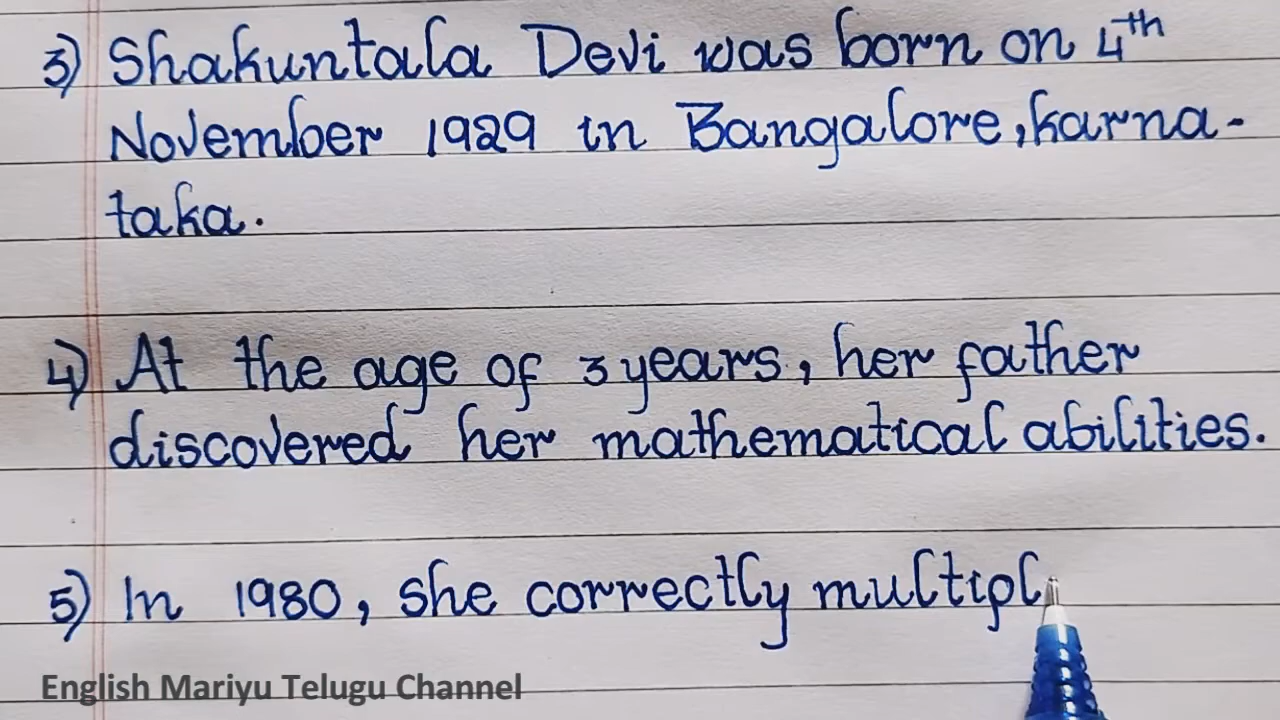 3) Shakuntala Devi was born on 4th
November 1929 in Bangalore, Karna-
taka.
4) At the age of 3 years, her father
discovered her mathematical abilities.
5) In 1980, she correctly multipl
English Mariyu Telugu Channel